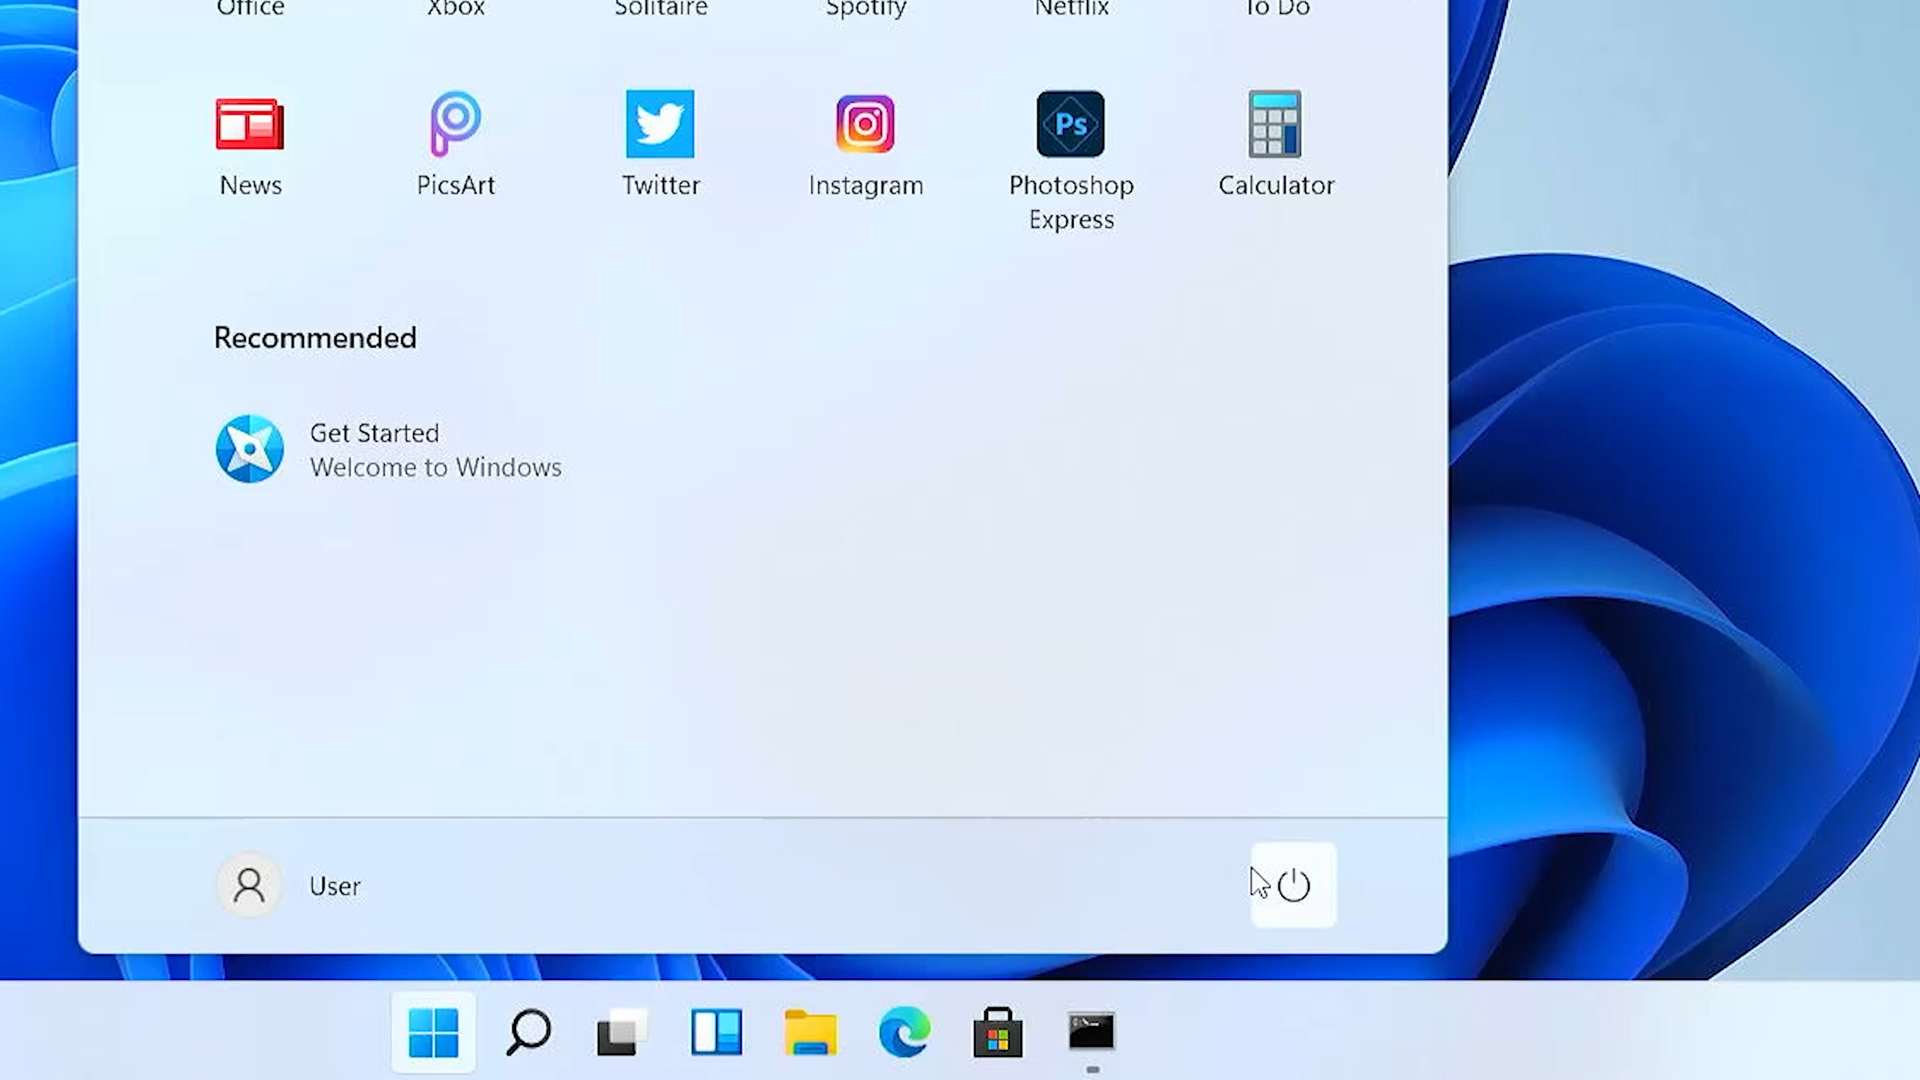 Office Xbox Solitaire Spotify Netflix To Do
News PicsArt Twitter Instagram Photoshop Express Calculator
Ps
Recommended
Get Started
Welcome to Windows
User